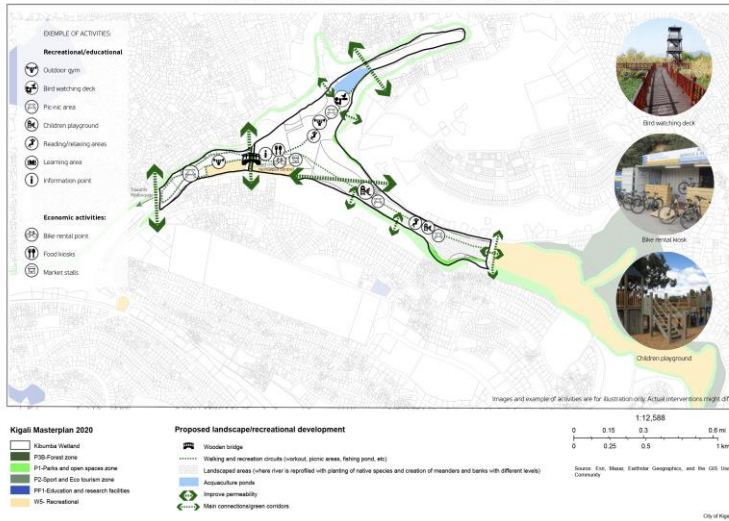 EXEMPLE OF ACTIVITIES:
Recreational/educational
Outdoor gym
Bird watching deck
Pic-nic area
Children playground
Reading/relaxing areas
Learning area
Information point
Economic activities:
Bike rental point
Food kiosks
Market stalls
Bird watching deck
Bike rental kiosk
Children playground
Images and example of activities are for illustration only. Actual interventions might diff
Kigali Masterplan 2020
Kibumba Wetland
P3B-Forest zone
P1-Parks and open spaces zone
P2-Sport and Eco tourism zone
PF1-Education and research facilities
W5- Recreational
Proposed landscape/recreational development
Wooden bridge
Walking and recreation circuits (workout, picnic areas, fishing pond, etc)
Landscaped areas (where river is reprofiled with planting of native species and creation of meanders and banks with different levels)
Acquaculture ponds
Improve permeability
Main connections/green corridors
1:12,588
0 0.15 0.3 0.6 mi
0 0.25 0.5 1 km
Source: Esri, Maxar, Earthstar Geographics, and the GIS User
Community
City of Kigali